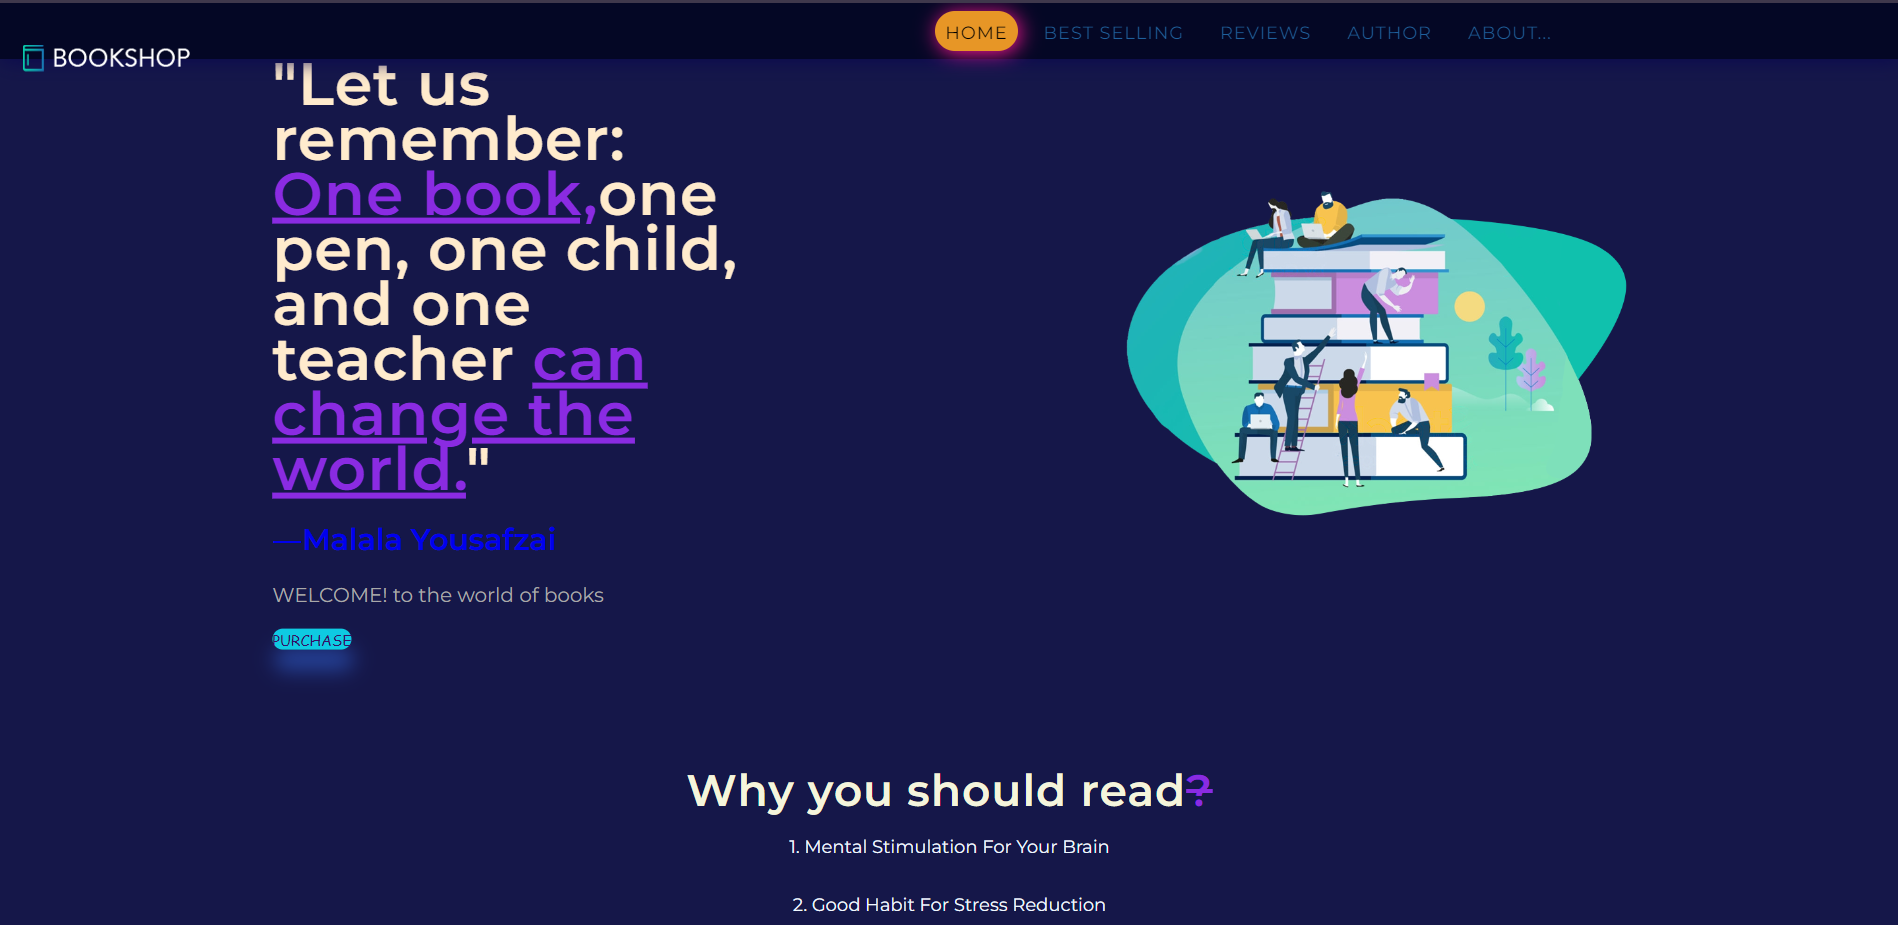 BOOKSHOP
HOME BEST SELLING REVIEWS AUTHOR ABOUT...
"Let us
remember:
One book,one
pen, one child,
and one
teacher can
change the
world."
—Malala Yousafzai
WELCOME! to the world of books
PURCHASE
Why you should read?
1. Mental Stimulation For Your Brain
2. Good Habit For Stress Reduction